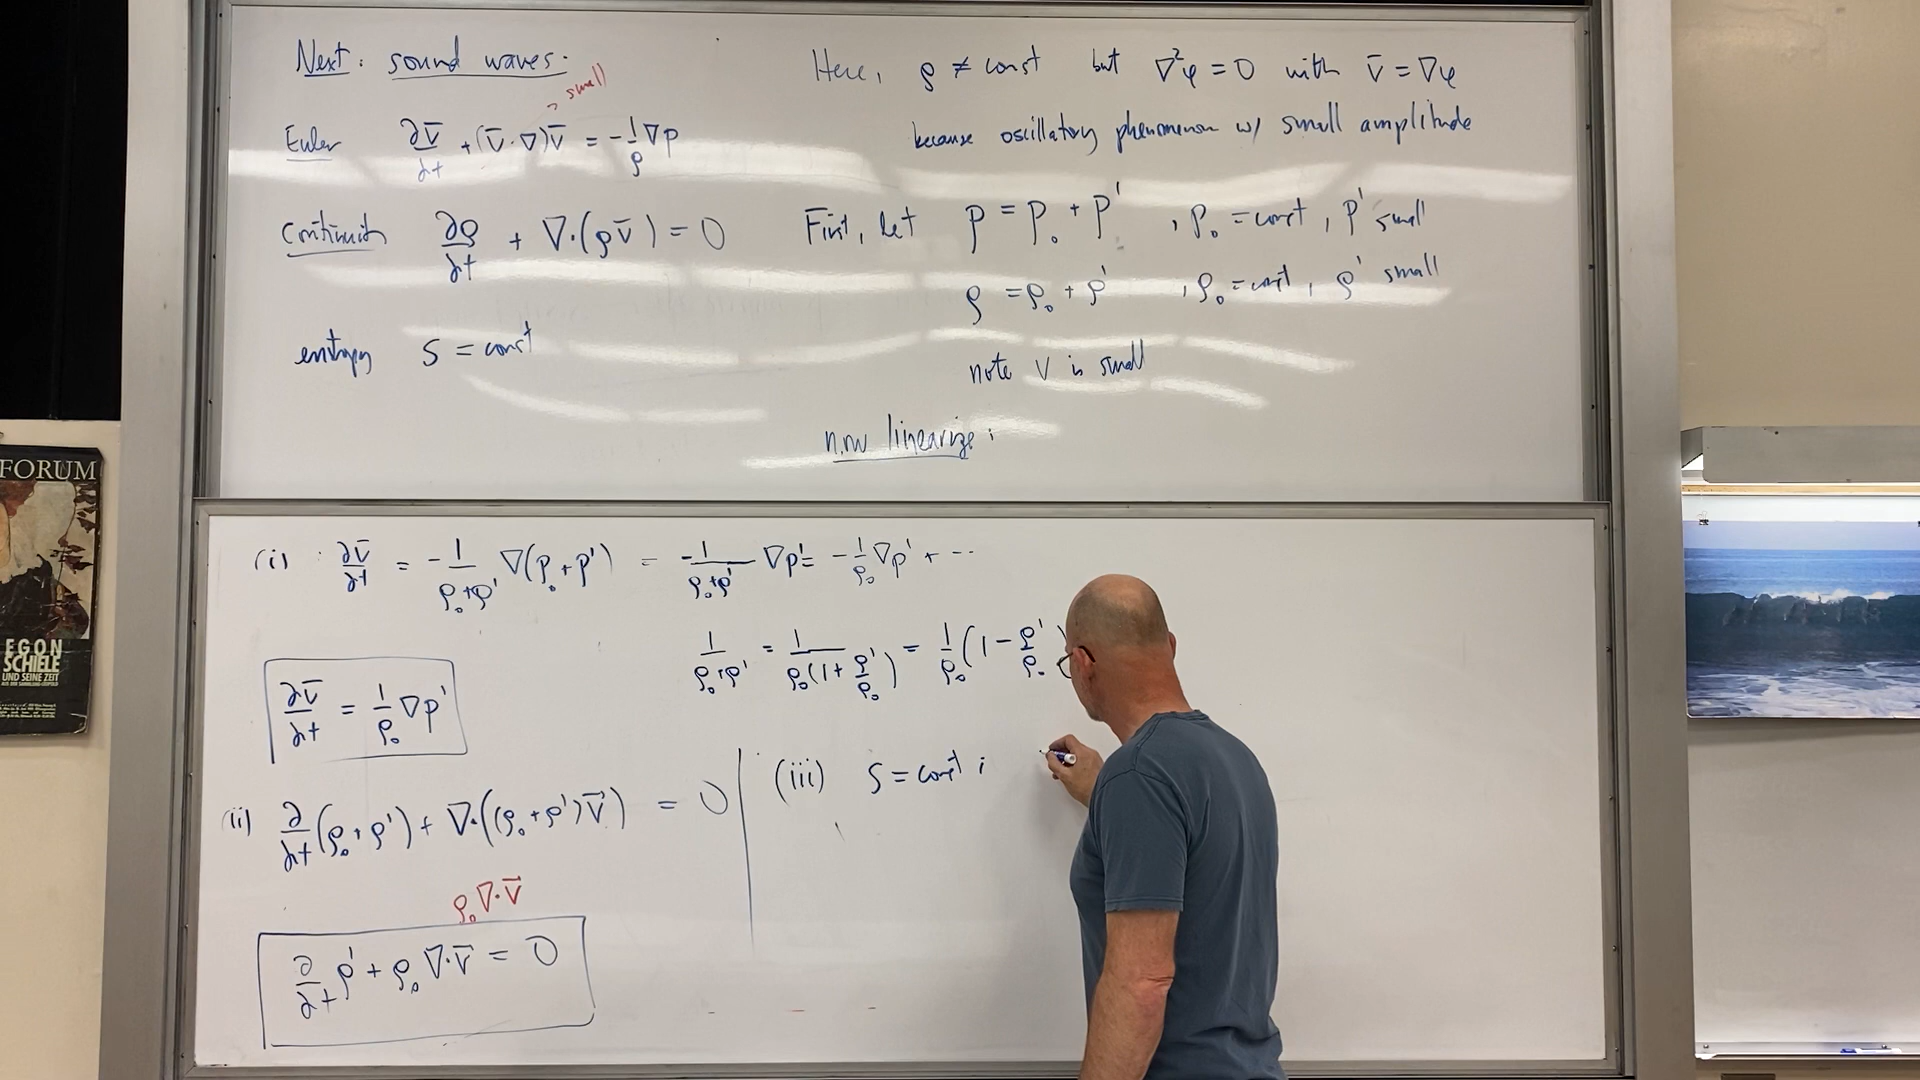 Next: sound waves.
→ small
Euler ∂v̄/∂t + (v̄·∇)v̄ = -1/ρ ∇p
Continuity ∂ρ/∂t + ∇·(ρv̄) = 0
entropy S = const
Here, ρ ≠ const but ∇²φ = 0 with v̄ = ∇φ
because oscillatory phenomenon w/ small amplitude
First, let p = p₀ + p' , p₀ = const, p' small
ρ = ρ₀ + ρ' , ρ₀ = const, ρ' small
note v is small
now linearize:
(i) ∂v̄/∂t = -1/(ρ₀+ρ') ∇(p₀+p') = -1/(ρ₀+ρ') ∇p' = -1/ρ₀ ∇p' + ...
1/(ρ₀+ρ') = 1/(ρ₀(1+ρ'/ρ₀)) = 1/ρ₀ (1 - ρ'/ρ₀)
∂v̄/∂t = 1/ρ₀ ∇p'
(ii) ∂/∂t (ρ₀+ρ') + ∇·((ρ₀+ρ')v̄) = 0
ρ₀∇·v̄
∂/∂t ρ' + ρ₀∇·v̄ = 0
(iii) S = const ;
FORUM
EGON
SCHIELE
UND SEINE ZEIT